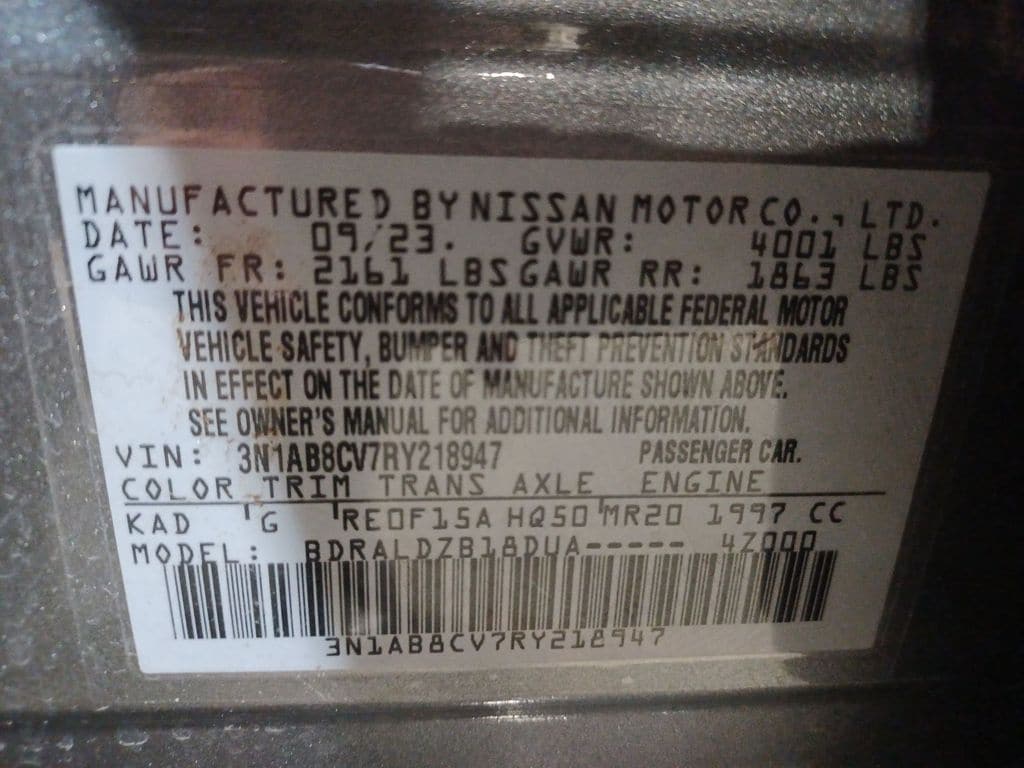 MANUFACTURED BY NISSAN MOTOR CO., LTD.
DATE: 09/23. GVWR: 4001 LBS
GAWR FR: 2161 LBS GAWR RR: 1863 LBS
THIS VEHICLE CONFORMS TO ALL APPLICABLE FEDERAL MOTOR
VEHICLE SAFETY, BUMPER AND THEFT PREVENTION STANDARDS
IN EFFECT ON THE DATE OF MANUFACTURE SHOWN ABOVE.
SEE OWNER'S MANUAL FOR ADDITIONAL INFORMATION.
VIN: 3N1AB8CV7RY218947 PASSENGER CAR.
COLOR TRIM TRANS AXLE ENGINE
KAD G RE0F15A HQ50 MR20 1997 CC
MODEL: BDRALDZB18DUA----- 4Z000
3N1AB8CV7RY218947